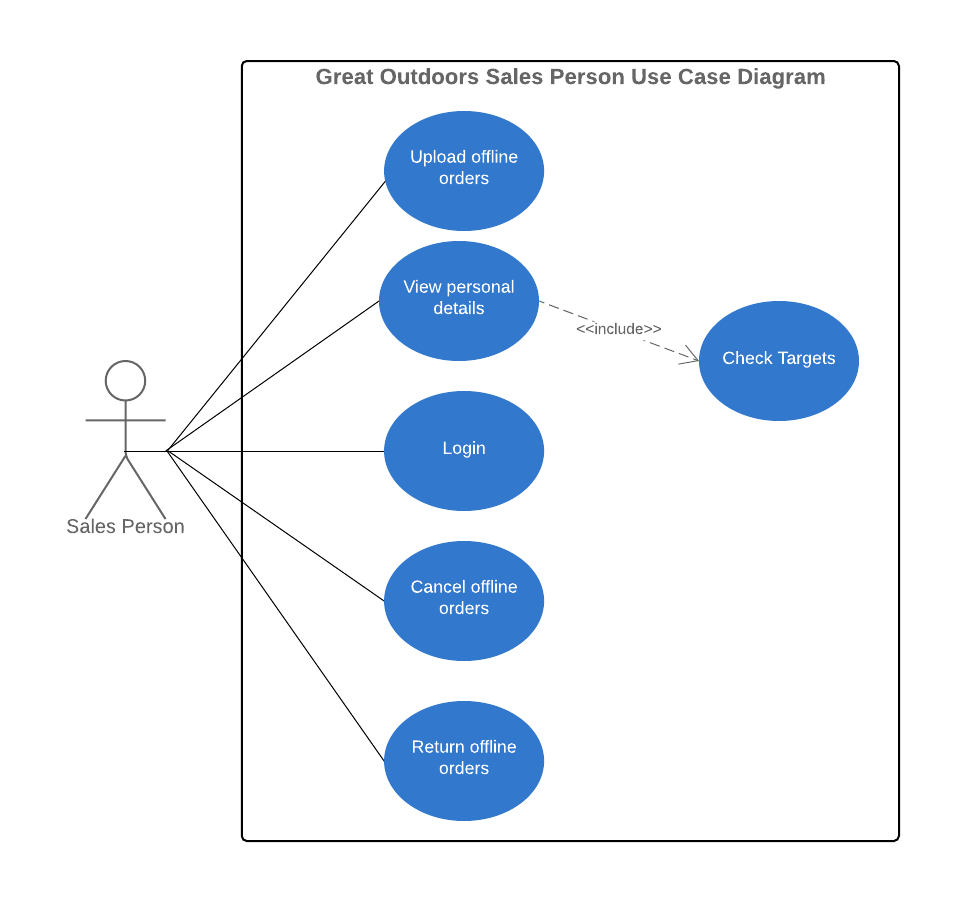 Great Outdoors Sales Person Use Case Diagram
Upload offline
orders
View personal
details
<<include>>
Check Targets
Login
Sales Person
Cancel offline
orders
Return offline
orders